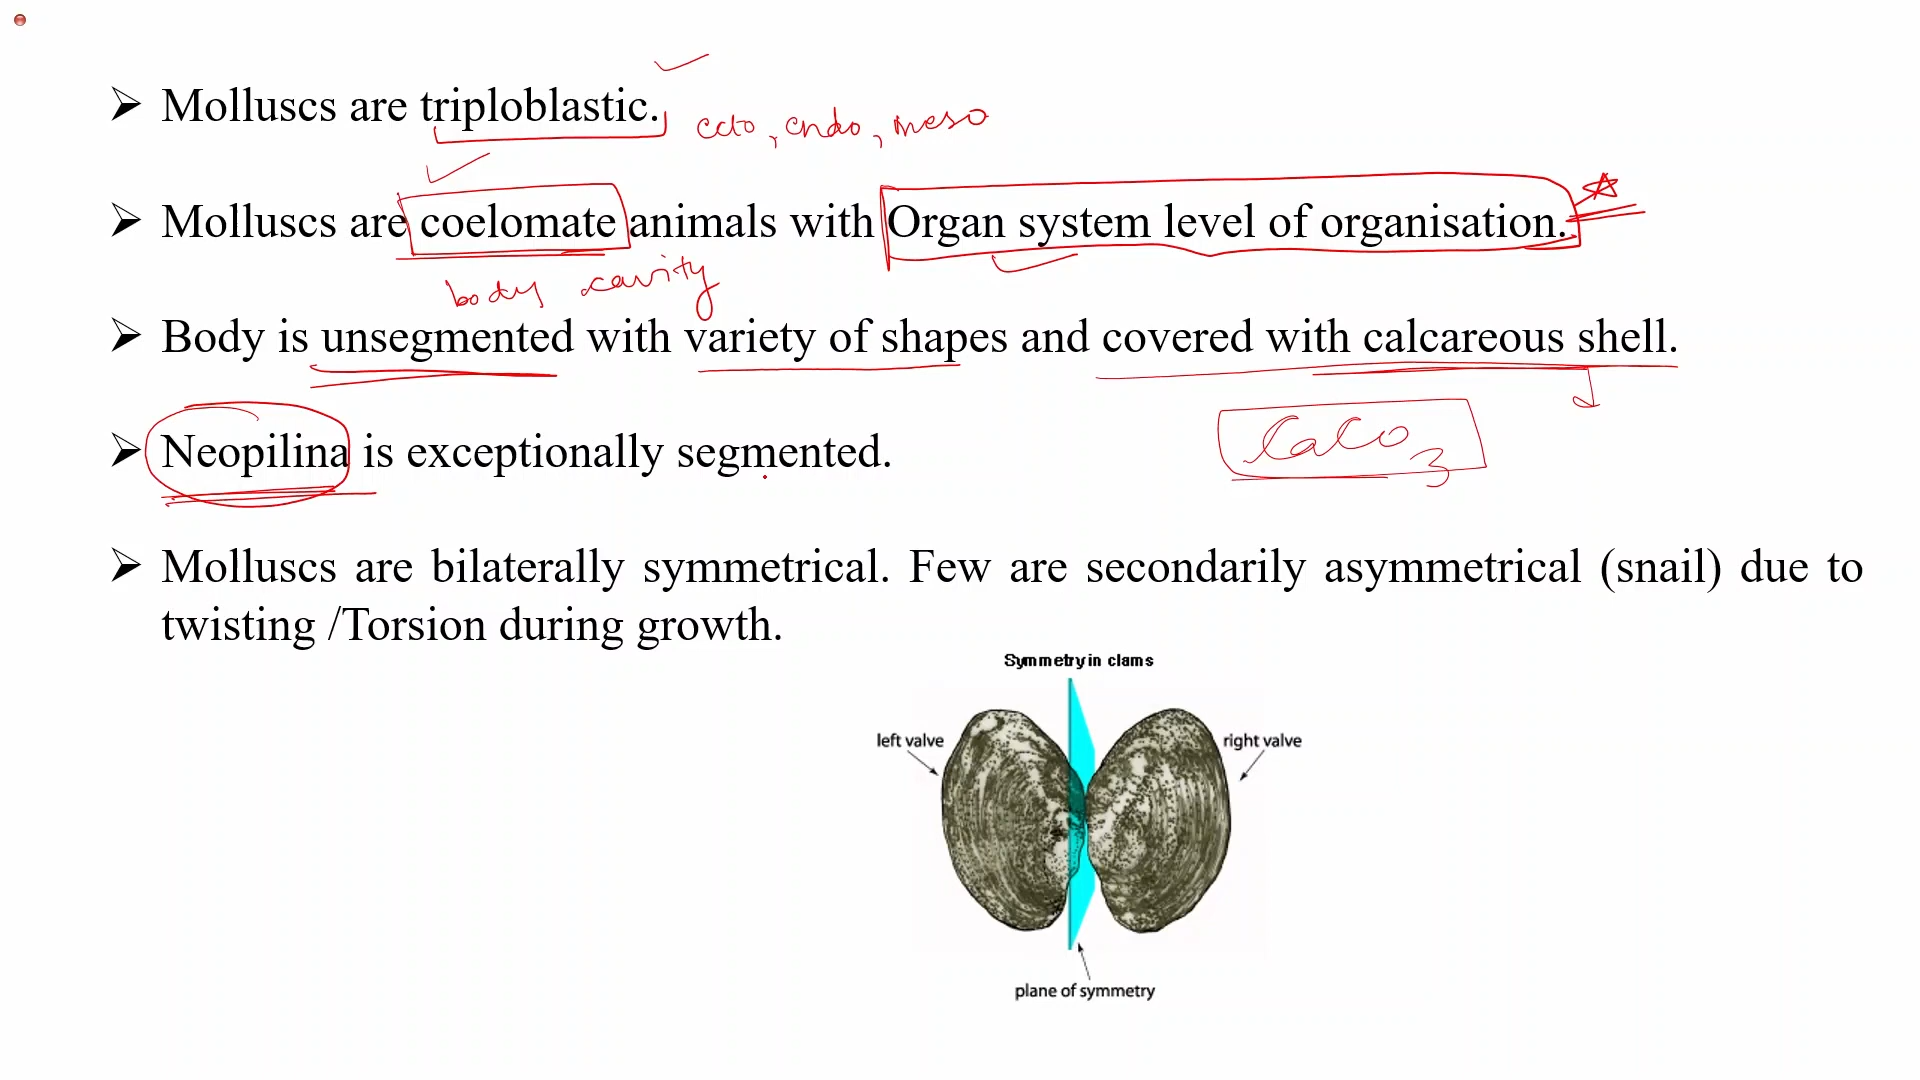 ➢ Molluscs are triploblastic.
ecto, endo, meso
➢ Molluscs are coelomate animals with Organ system level of organisation.
body cavity
➢ Body is unsegmented with variety of shapes and covered with calcareous shell.
CaCO3
➢ Neopilina is exceptionally segmented.
➢ Molluscs are bilaterally symmetrical. Few are secondarily asymmetrical (snail) due to
twisting /Torsion during growth.
Symmetry in clams
left valve
right valve
plane of symmetry